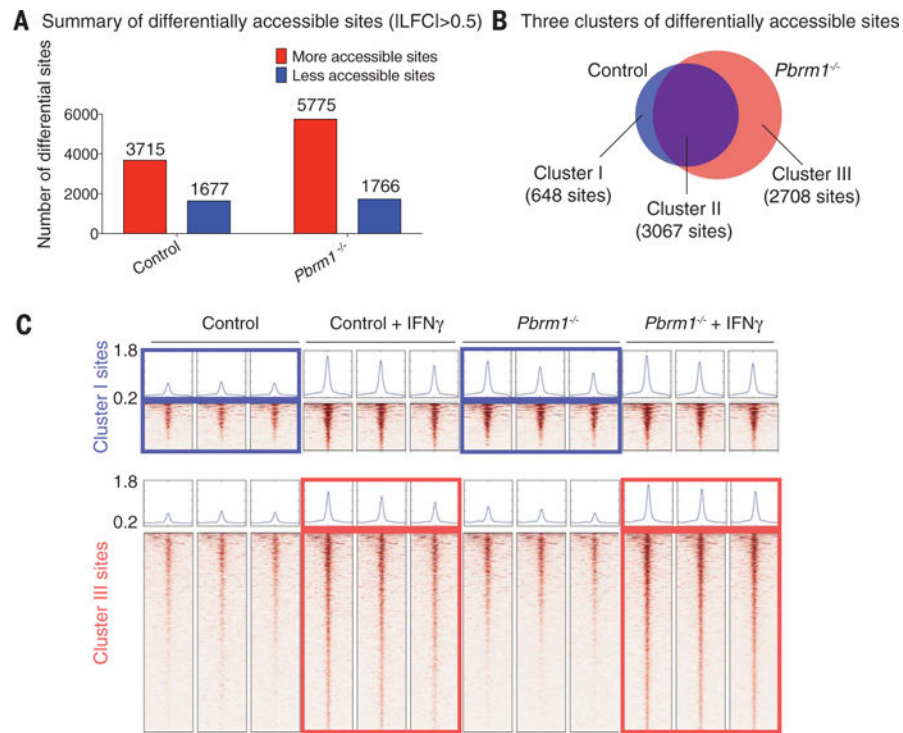 A Summary of differentially accessible sites (|LFC|>0.5)
More accessible sites
Less accessible sites
Number of differential sites
6000
4000
2000
0
3715
1677
5775
1766
Control
Pbrm1-/-
B Three clusters of differentially accessible sites
Control
Pbrm1-/-
Cluster I
(648 sites)
Cluster II
(3067 sites)
Cluster III
(2708 sites)
C
Control
Control + IFNγ
Pbrm1-/-
Pbrm1-/- + IFNγ
Cluster I sites
1.8
0.2
Cluster III sites
1.8
0.2